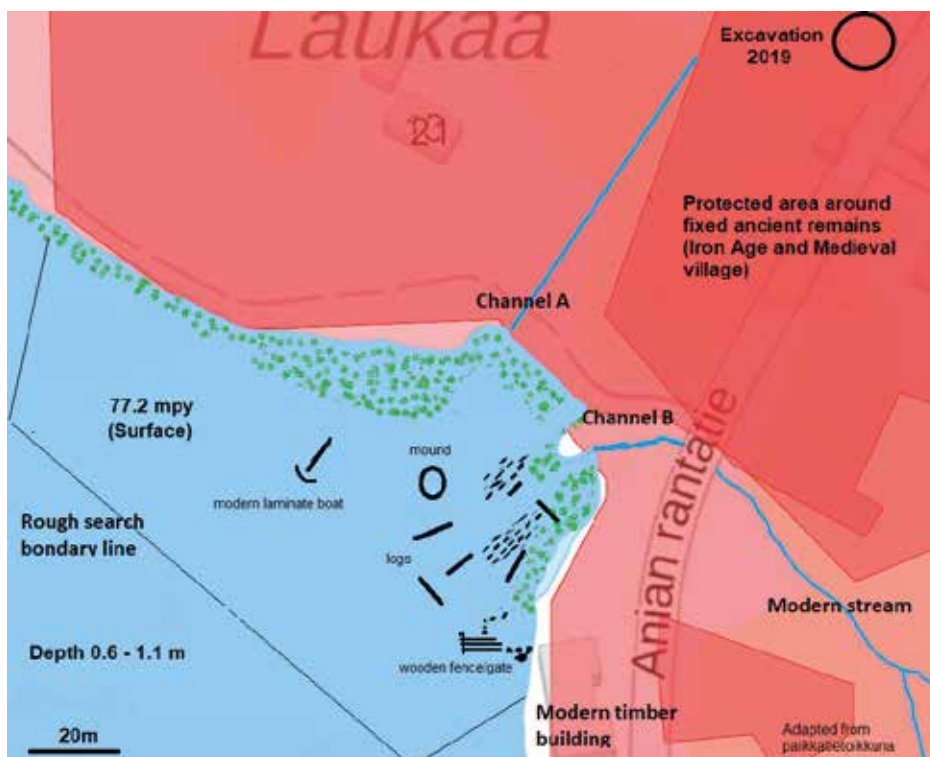 Laukaa
Excavation
2019
Protected area around
fixed ancient remains
(Iron Age and Medieval
village)
Channel A
Channel B
77.2 mpy
(Surface)
mound
modern laminate boat
Rough search
bondary line
logs
Anian rantatie
Modern stream
Depth 0.6 - 1.1 m
wooden fence/gate
Modern timber
building
20m
Adapted from
paikkatietoikkuna